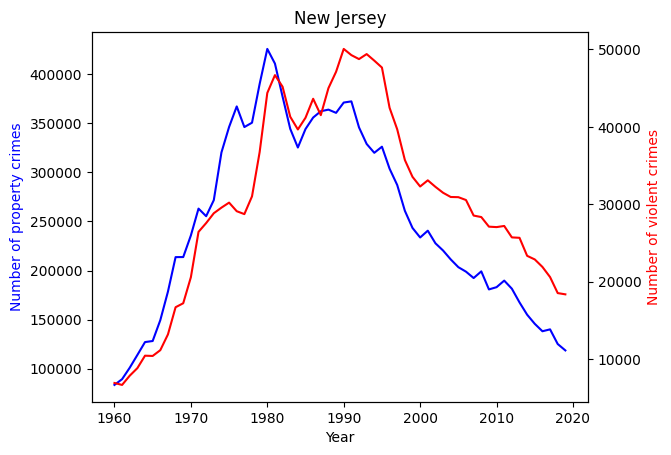 New Jersey
Number of property crimes
400000
350000
300000
250000
200000
150000
100000
50000
40000
30000
20000
10000
Number of violent crimes
1960 1970 1980 1990 2000 2010 2020
Year